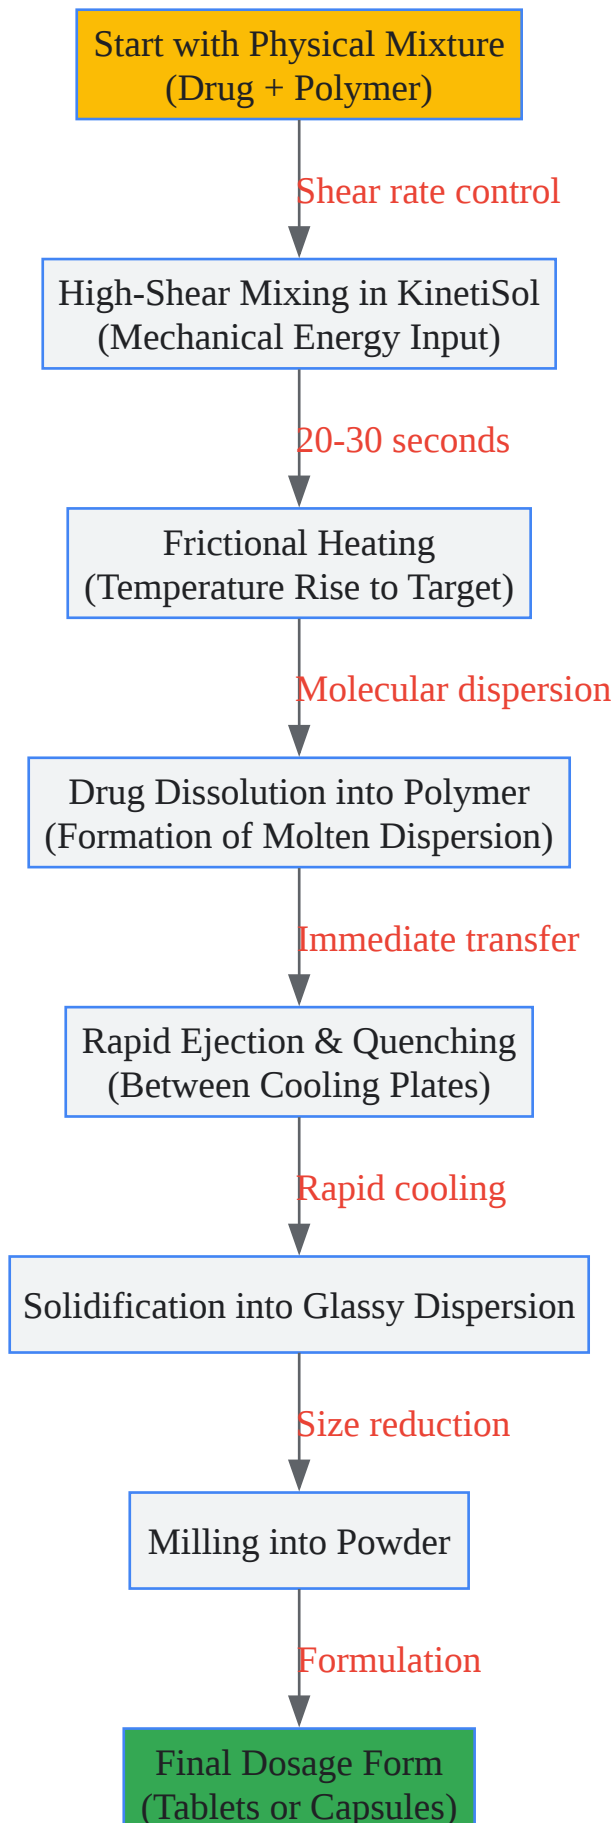 Start with Physical Mixture
(Drug + Polymer)
Shear rate control
High-Shear Mixing in KinetiSol
(Mechanical Energy Input)
20-30 seconds
Frictional Heating
(Temperature Rise to Target)
Molecular dispersion
Drug Dissolution into Polymer
(Formation of Molten Dispersion)
Immediate transfer
Rapid Ejection & Quenching
(Between Cooling Plates)
Rapid cooling
Solidification into Glassy Dispersion
Size reduction
Milling into Powder
Formulation
Final Dosage Form
(Tablets or Capsules)